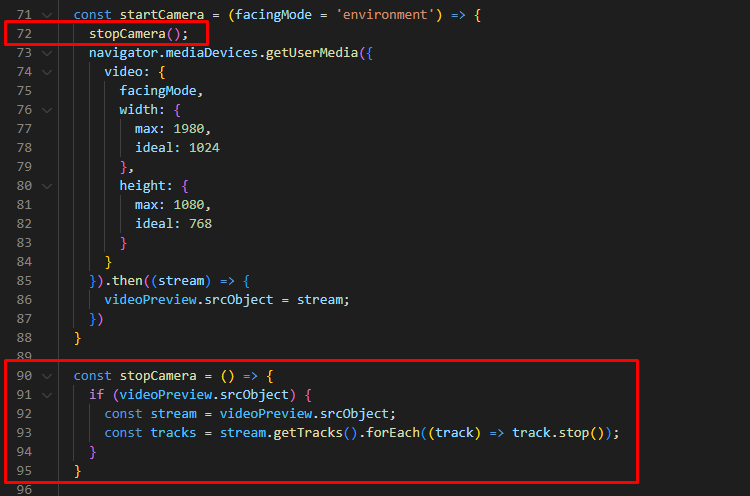 71 const startCamera = (facingMode = 'environment') => {
72 stopCamera();
73 navigator.mediaDevices.getUserMedia({
74 video: {
75 facingMode,
76 width: {
77 max: 1980,
78 ideal: 1024
79 },
80 height: {
81 max: 1080,
82 ideal: 768
83 }
84 }
85 }).then((stream) => {
86 videoPreview.srcObject = stream;
87 })
88 }
89
90 const stopCamera = () => {
91 if (videoPreview.srcObject) {
92 const stream = videoPreview.srcObject;
93 const tracks = stream.getTracks().forEach((track) => track.stop());
94 }
95 }
96